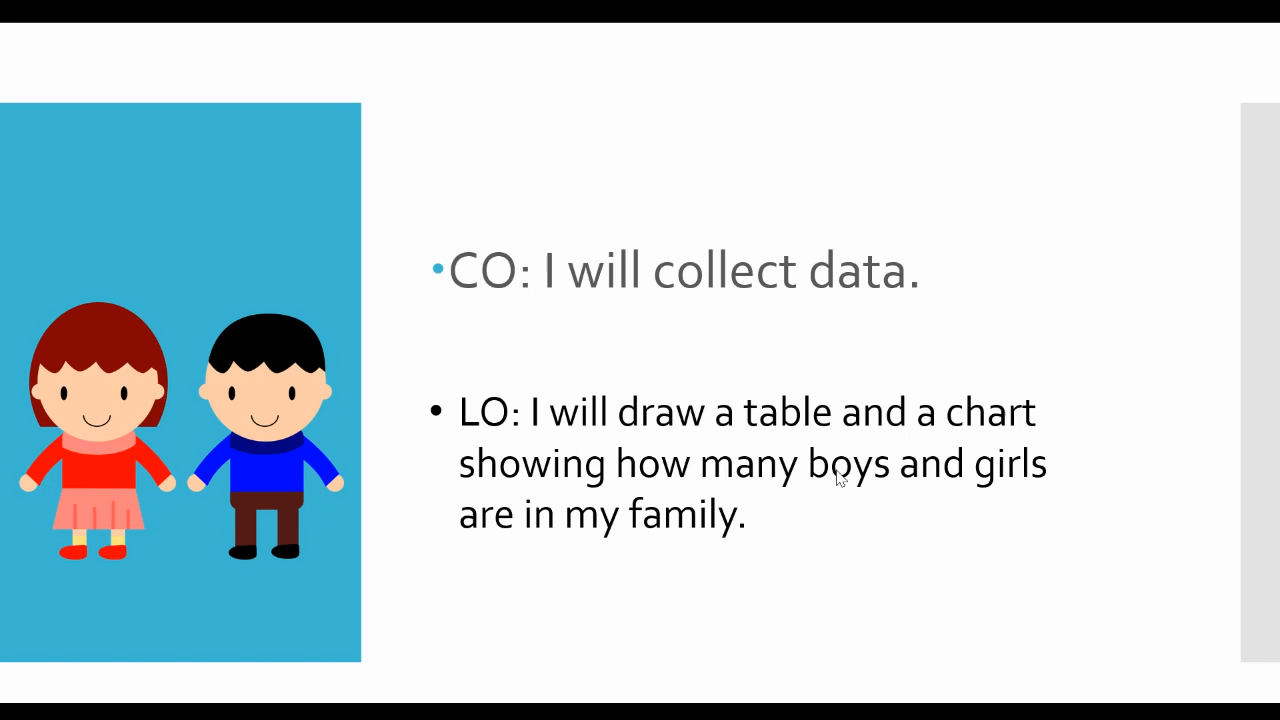 •CO: I will collect data.
• LO: I will draw a table and a chart
showing how many boys and girls
are in my family.